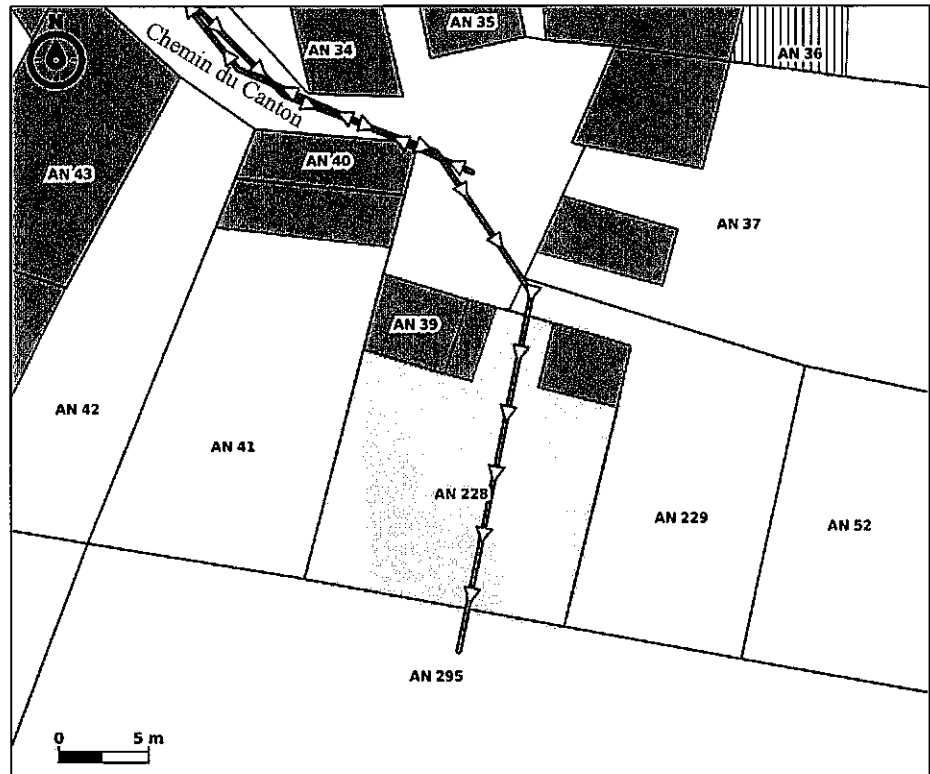 N
AN 34
AN 35
AN 36
Chemin du Canton
AN 40
AN 43
AN 37
AN 39
AN 42
AN 41
AN 228
AN 229
AN 52
AN 295
0 5 m